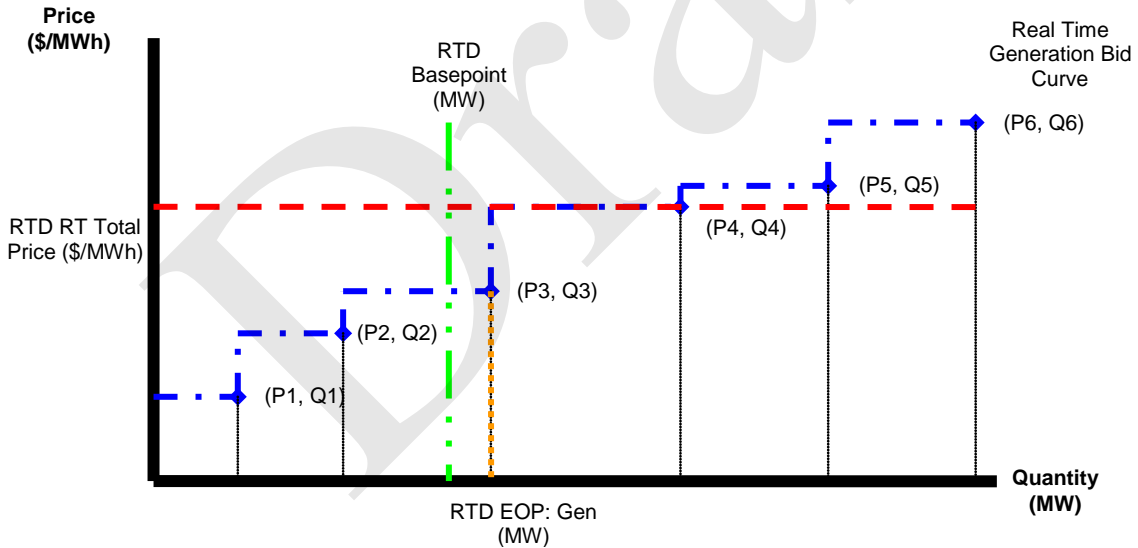 Price
($/MWh)
RTD
Basepoint
(MW)
Real Time
Generation Bid
Curve
(P6, Q6)
(P5, Q5)
(P4, Q4)
RTD RT Total
Price ($/MWh)
(P3, Q3)
(P2, Q2)
(P1, Q1)
Quantity
(MW)
RTD EOP: Gen
(MW)
Dra